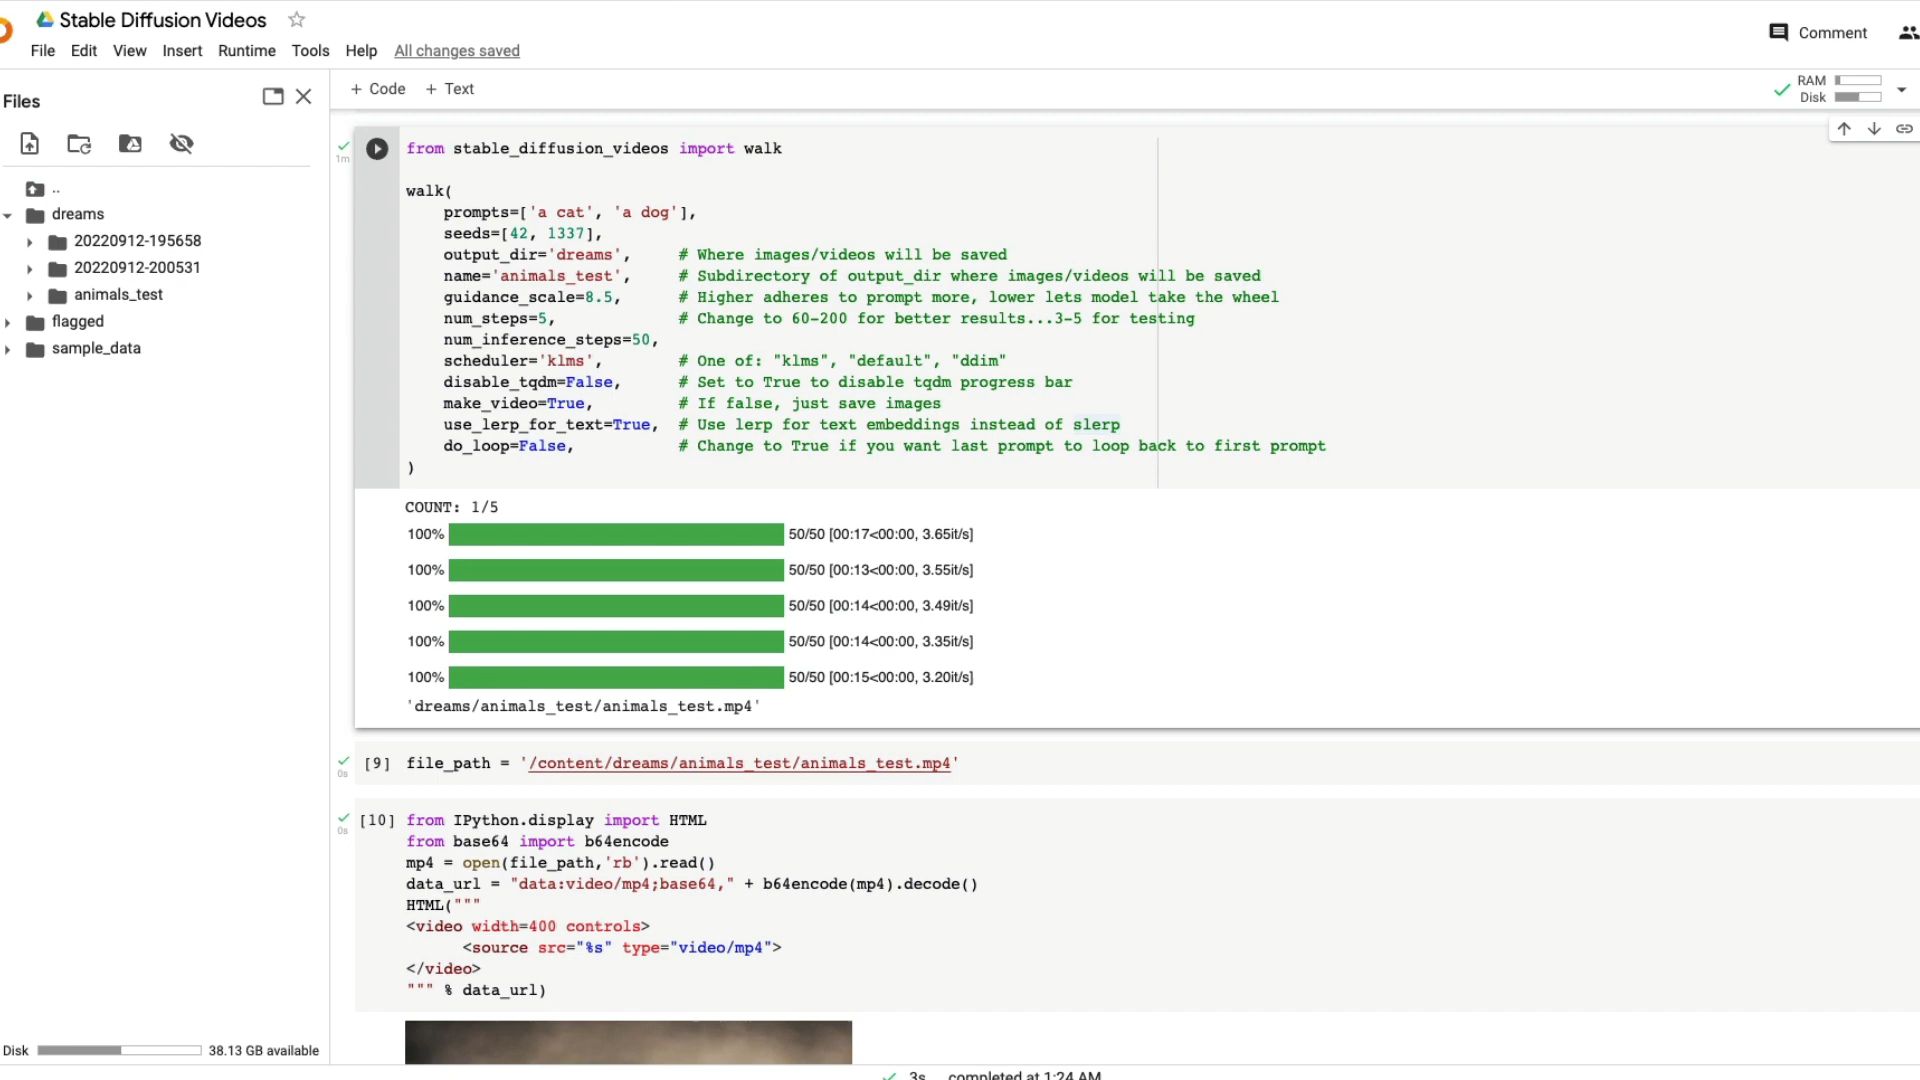 Stable Diffusion Videos
File Edit View Insert Runtime Tools Help All changes saved
Comment
Files
+ Code + Text
RAM
Disk
..
dreams
20220912-195658
20220912-200531
animals_test
flagged
sample_data
1m
from stable_diffusion_videos import walk
walk(
prompts=['a cat', 'a dog'],
seeds=[42, 1337],
output_dir='dreams', # Where images/videos will be saved
name='animals_test', # Subdirectory of output_dir where images/videos will be saved
guidance_scale=8.5, # Higher adheres to prompt more, lower lets model take the wheel
num_steps=5, # Change to 60-200 for better results...3-5 for testing
num_inference_steps=50,
scheduler='klms', # One of: "klms", "default", "ddim"
disable_tqdm=False, # Set to True to disable tqdm progress bar
make_video=True, # If false, just save images
use_lerp_for_text=True, # Use lerp for text embeddings instead of slerp
do_loop=False, # Change to True if you want last prompt to loop back to first prompt
)
COUNT: 1/5
100% 50/50 [00:17<00:00, 3.65it/s]
100% 50/50 [00:13<00:00, 3.55it/s]
100% 50/50 [00:14<00:00, 3.49it/s]
100% 50/50 [00:14<00:00, 3.35it/s]
100% 50/50 [00:15<00:00, 3.20it/s]
'dreams/animals_test/animals_test.mp4'
0s
[9] file_path = '/content/dreams/animals_test/animals_test.mp4'
0s
[10] from IPython.display import HTML
from base64 import b64encode
mp4 = open(file_path,'rb').read()
data_url = "data:video/mp4;base64," + b64encode(mp4).decode()
HTML("""
<video width=400 controls>
<source src="%s" type="video/mp4">
</video>
""" % data_url)
Disk 38.13 GB available
3s completed at 1:24 AM